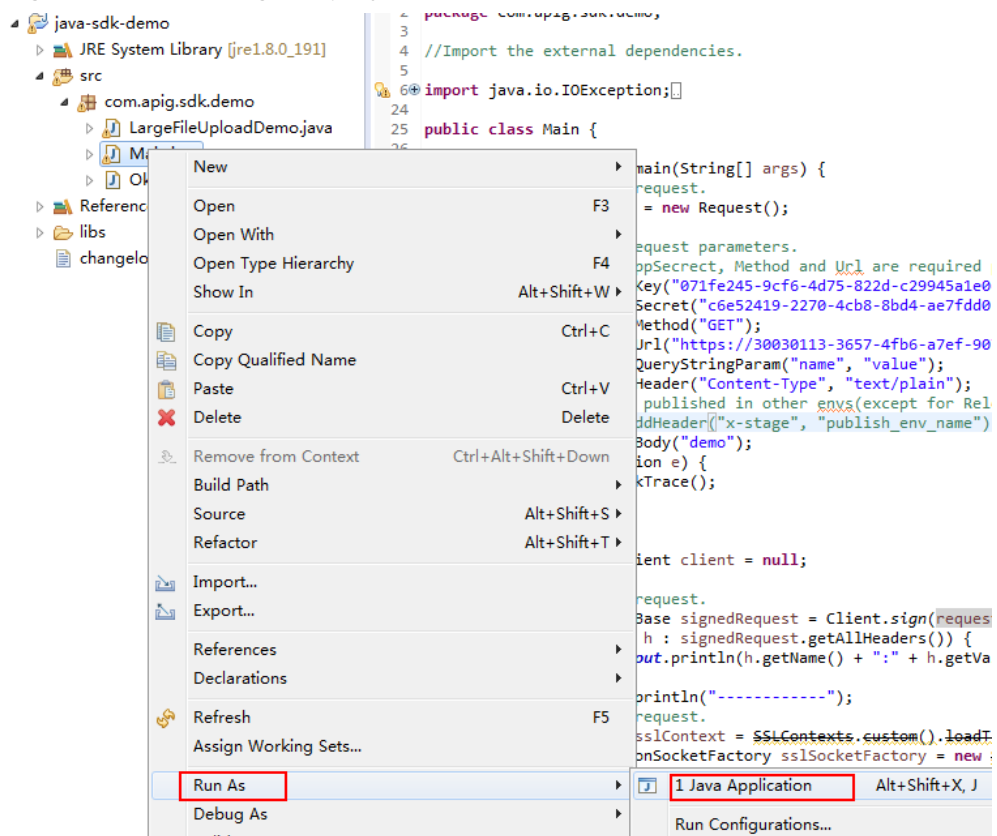 java-sdk-demo
JRE System Library [jre1.8.0_191]
src
com.apig.sdk.demo
LargeFileUploadDemo.java
References
libs
New
Open F3
Open With
Open Type Hierarchy F4
Show In Alt+Shift+W
Copy Ctrl+C
Copy Qualified Name
Paste Ctrl+V
Delete Delete
Remove from Context Ctrl+Alt+Shift+Down
Build Path
Source Alt+Shift+S
Refactor Alt+Shift+T
Import...
Export...
References
Declarations
Refresh F5
Assign Working Sets...
Run As
Debug As
1 Java Application Alt+Shift+X, J
Run Configurations...
2 package com.apig.sdk.demo;
3
4 //Import the external dependencies.
5
6 import java.io.IOException;
24
25 public class Main {
26
main(String[] args) {
request.
= new Request();
equest parameters.
ppSecrect, Method and Url are required
Key("071fe245-9cf6-4d75-822d-c29945a1e0
Secret("c6e52419-2270-4cb8-8bd4-ae7fdd0
Method("GET");
Url("https://30030113-3657-4fb6-a7ef-90
QueryStringParam("name", "value");
Header("Content-Type", "text/plain");
published in other envs(except for Rel
ddHeader("x-stage", "publish_env_name")
Body("demo");
ion e) {
kTrace();
ient client = null;
request.
Base signedRequest = Client.sign(reques
h : signedRequest.getAllHeaders()) {
out.println(h.getName() + ":" + h.getVa
println("------------");
request.
sslContext = SSLContexts.custom().loadT
onSocketFactory sslSocketFactory = new